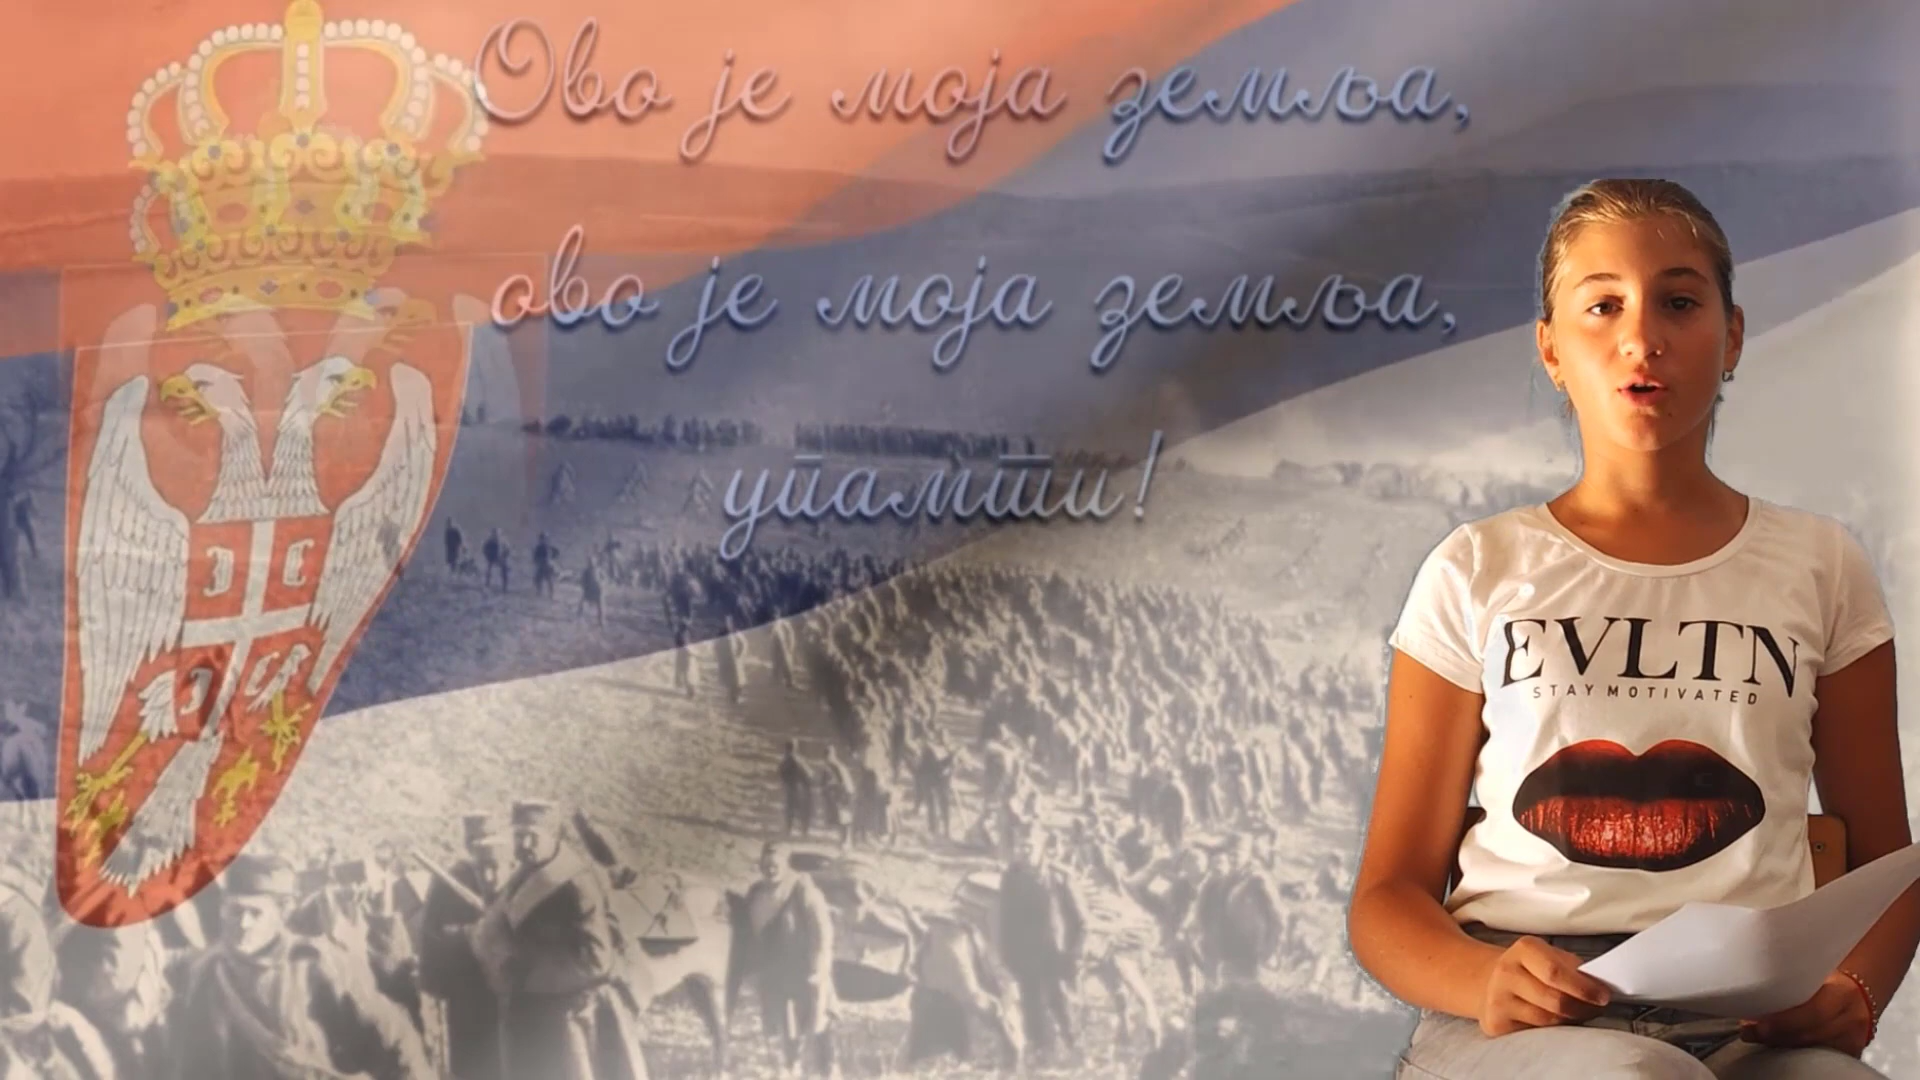 Ово је моја земља,
ово је моја земља,
упамти!
EVLTN
STAY MOTIVATED